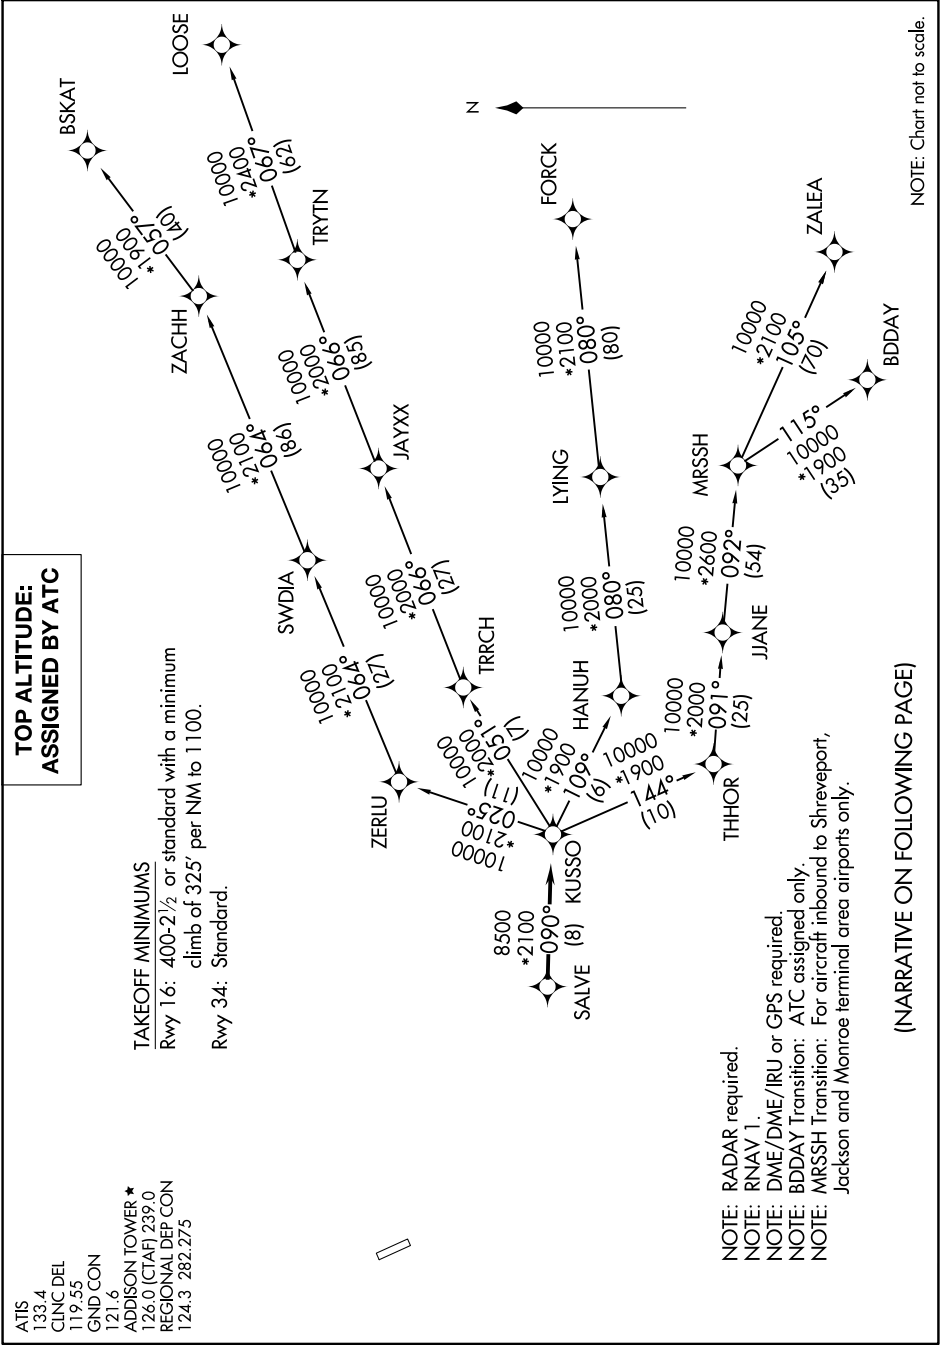 ATIS
133.4
CLNC DEL
119.55
GND CON
121.6
ADDISON TOWER ★
126.0 (CTAF) 239.0
REGIONAL DEP CON
124.3 282.275
TOP ALTITUDE:
ASSIGNED BY ATC
TAKEOFF MINIMUMS
Rwy 16: 400-2½ or standard with a minimum
climb of 325' per NM to 1100.
Rwy 34: Standard.
BSKAT
10000
*1900
057°
(40)
ZACHH
10000
*2100
064°
(86)
SWDIA
10000
*2100
064°
(27)
ZERLU
10000
*2100
025°
(11)
LOOSE
10000
*2400
067°
(62)
TRYTN
10000
*2000
066°
(85)
JAYXX
10000
*2000
066°
(27)
TRRCH
10000
*2000
051°
(7)
N
FORCK
10000
*2100
080°
(80)
LYING
10000
*2000
080°
(25)
HANUH
10000
*1900
109°
(6)
SALVE
8500
*2100
090°
(8)
KUSSO
10000
*1900
144°
(10)
THHOR
10000
*2000
091°
(25)
JJANE
10000
*2600
092°
(54)
MRSSH
10000
*2100
105°
(70)
ZALEA
115°
10000
*1900
(35)
BDDAY
NOTE: RADAR required.
NOTE: RNAV 1.
NOTE: DME/DME/IRU or GPS required.
NOTE: BDDAY Transition: ATC assigned only.
NOTE: MRSSH Transition: For aircraft inbound to Shreveport,
Jackson and Monroe terminal area airports only.
(NARRATIVE ON FOLLOWING PAGE)
NOTE: Chart not to scale.